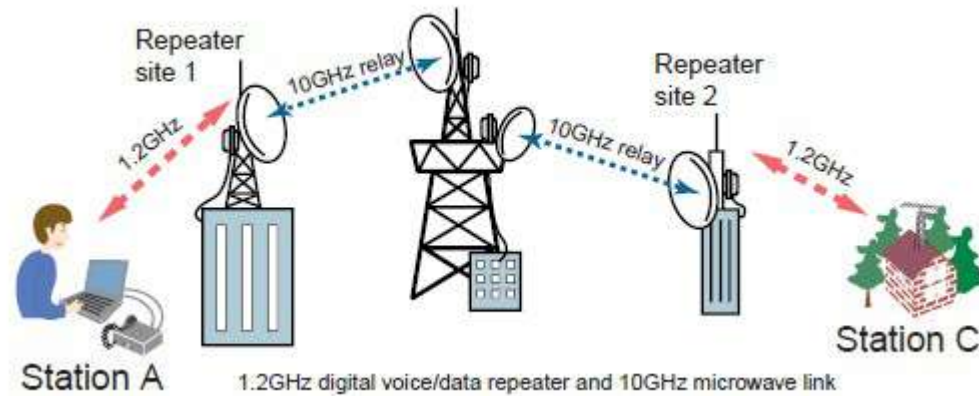 Repeater
site 1
10GHz relay
1.2GHz
Repeater
site 2
10GHz relay
1.2GHz
Station A
Station C
1.2GHz digital voice/data repeater and 10GHz microwave link